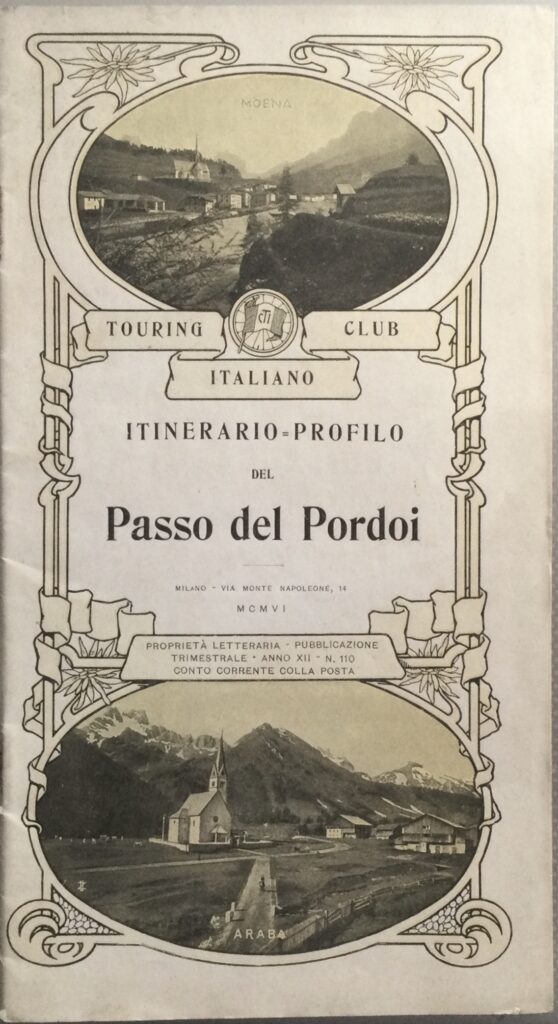 MOENA
TOURING CTI CLUB
ITALIANO
ITINERARIO=PROFILO
DEL
Passo del Pordoi
MILANO - VIA MONTE NAPOLEONE, 14
MCMVI
PROPRIETÀ LETTERARIA - PUBBLICAZIONE
TRIMESTRALE - ANNO XII - N. 110
CONTO CORRENTE COLLA POSTA
ARABA